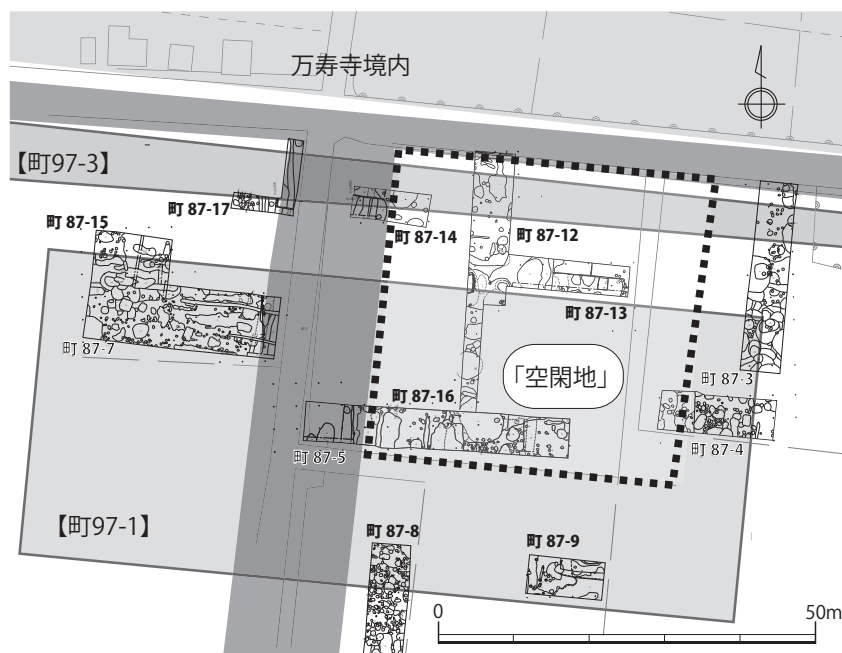 万寿寺境内
【町97-3】
町 87-17
町 87-15
町 87-14
町 87-12
町 87-13
町 87-7
「空閑地」
町 87-3
町 87-16
町 87-5
町 87-4
【町97-1】
町 87-8
町 87-9
0
50m